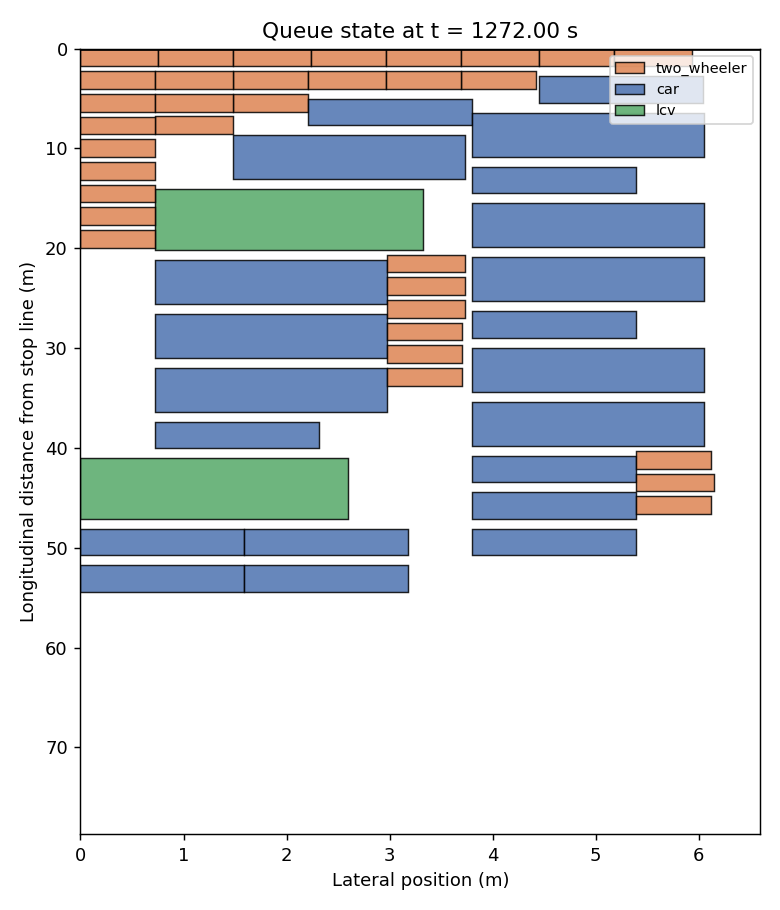 Queue state at t = 1272.00 s
two_wheeler
car
lcv
0
10
20
30
40
50
60
70
Longitudinal distance from stop line (m)
0 1 2 3 4 5 6
Lateral position (m)